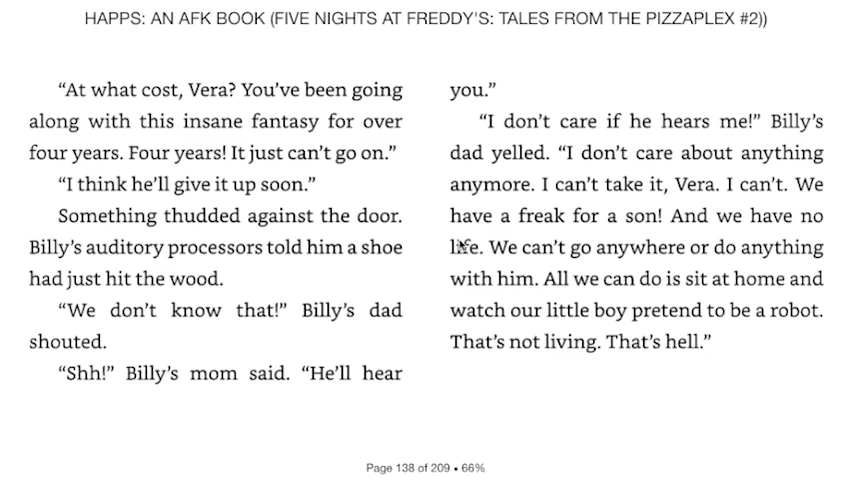 HAPPS: AN AFK BOOK (FIVE NIGHTS AT FREDDY'S: TALES FROM THE PIZZAPLEX #2))
“At what cost, Vera? You’ve been going
along with this insane fantasy for over
four years. Four years! It just can’t go on.”
“I think he’ll give it up soon.”
Something thudded against the door.
Billy’s auditory processors told him a shoe
had just hit the wood.
“We don’t know that!” Billy’s dad
shouted.
“Shh!” Billy’s mom said. “He’ll hear
you.”
“I don’t care if he hears me!” Billy’s
dad yelled. “I don’t care about anything
anymore. I can’t take it, Vera. I can’t. We
have a freak for a son! And we have no
life. We can’t go anywhere or do anything
with him. All we can do is sit at home and
watch our little boy pretend to be a robot.
That’s not living. That’s hell.”
Page 138 of 209 • 66%